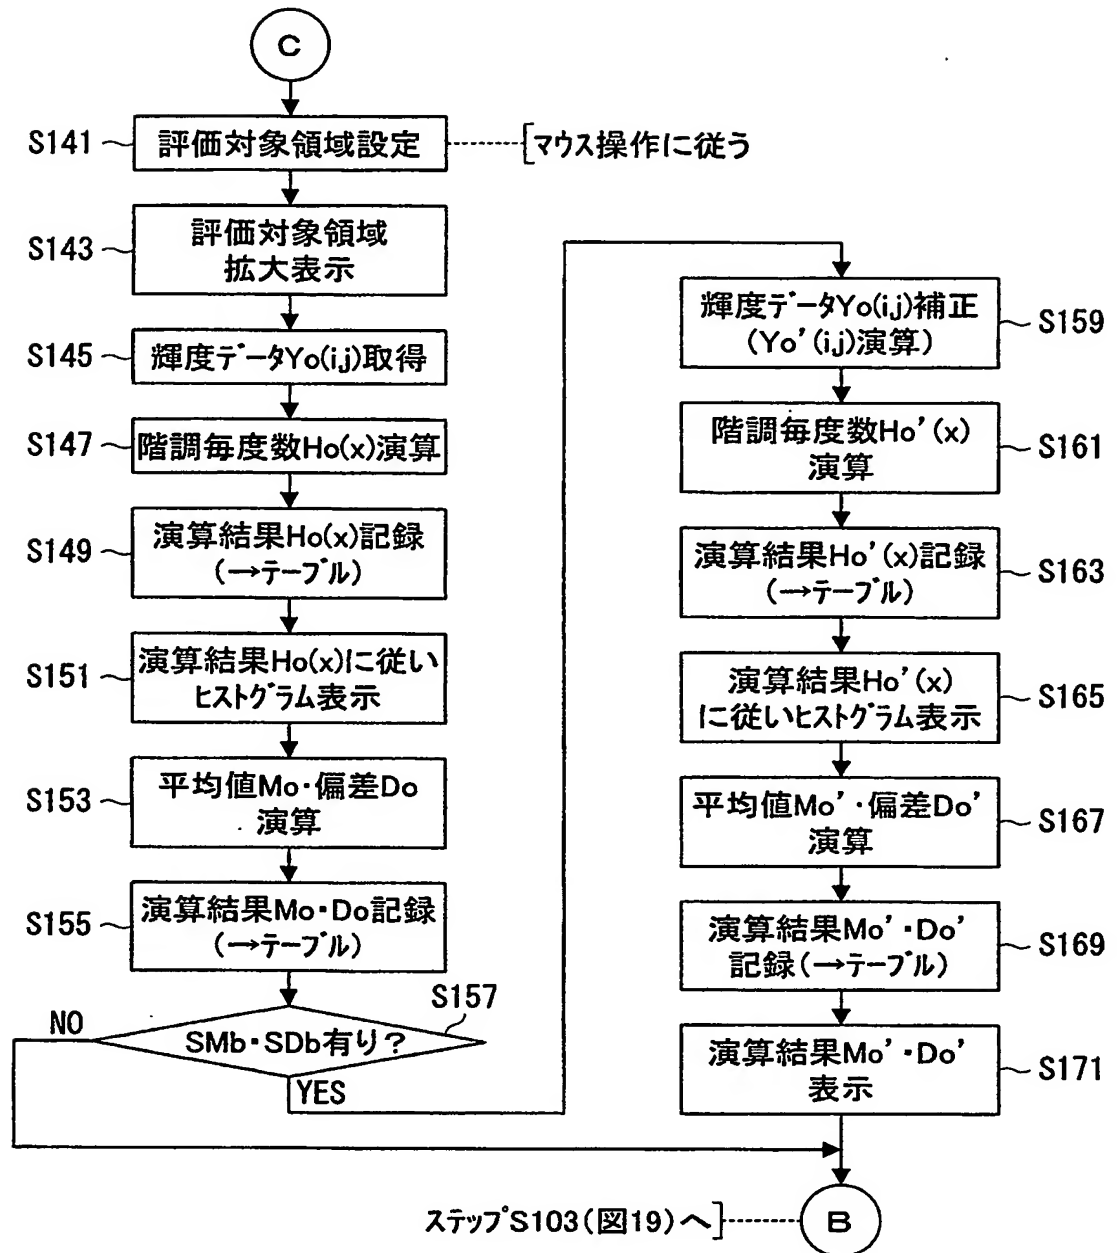 C
S141
評価対象領域設定
マウス操作に従う
S143
評価対象領域
拡大表示
S145
輝度データYo(i,j)取得
S147
階調毎度数Ho(x)演算
S149
演算結果Ho(x)記録
(→テーブル)
S151
演算結果Ho(x)に従い
ヒストグラム表示
S153
平均値Mo・偏差Do
演算
S155
演算結果Mo・Do記録
(→テーブル)
S157
SMb・SDb有り?
NO
YES
輝度データYo(i,j)補正
(Yo'(i,j)演算)
S159
階調毎度数Ho'(x)
演算
S161
演算結果Ho'(x)記録
(→テーブル)
S163
演算結果Ho'(x)
に従いヒストグラム表示
S165
平均値Mo'・偏差Do'
演算
S167
演算結果Mo'・Do'
記録(→テーブル)
S169
演算結果Mo'・Do'
表示
S171
ステップS103(図19)へ
B